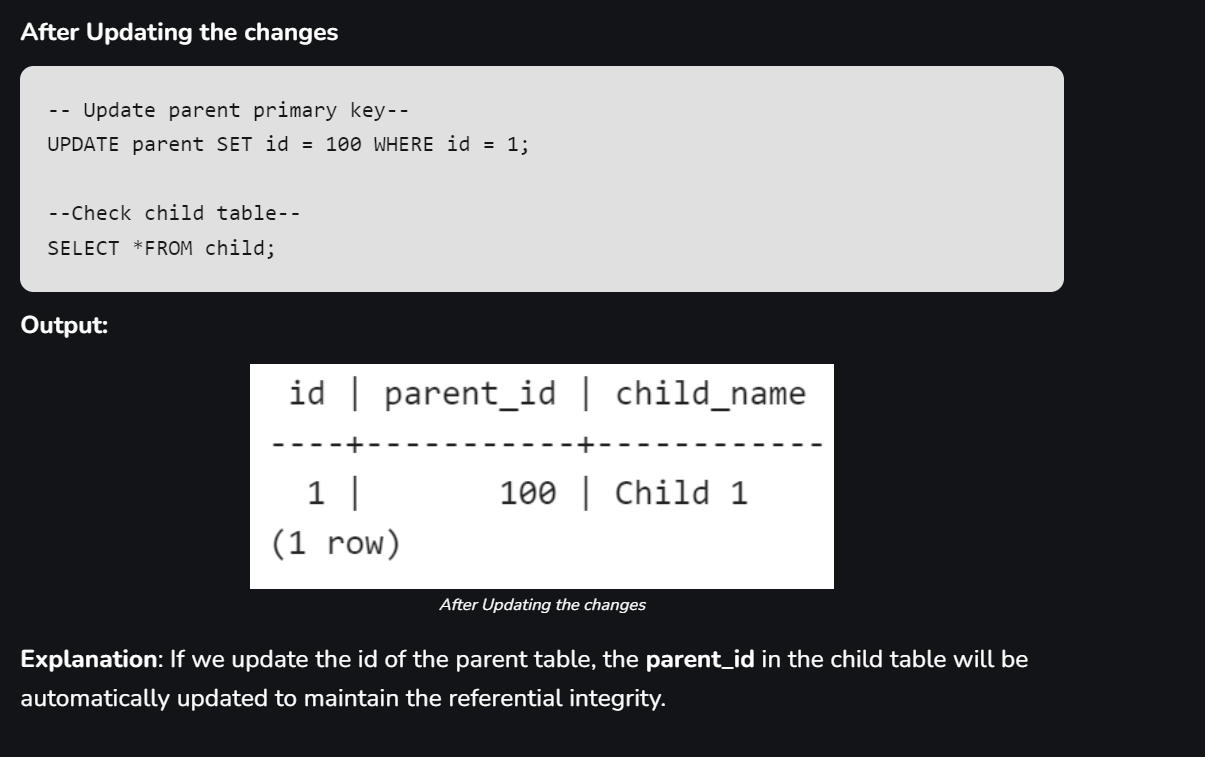 After Updating the changes
-- Update parent primary key--
UPDATE parent SET id = 100 WHERE id = 1;
--Check child table--
SELECT *FROM child;
Output:
id | parent_id | child_name
----+-----------+------------
1 | 100 | Child 1
(1 row)
After Updating the changes
Explanation: If we update the id of the parent table, the parent_id in the child table will be
automatically updated to maintain the referential integrity.